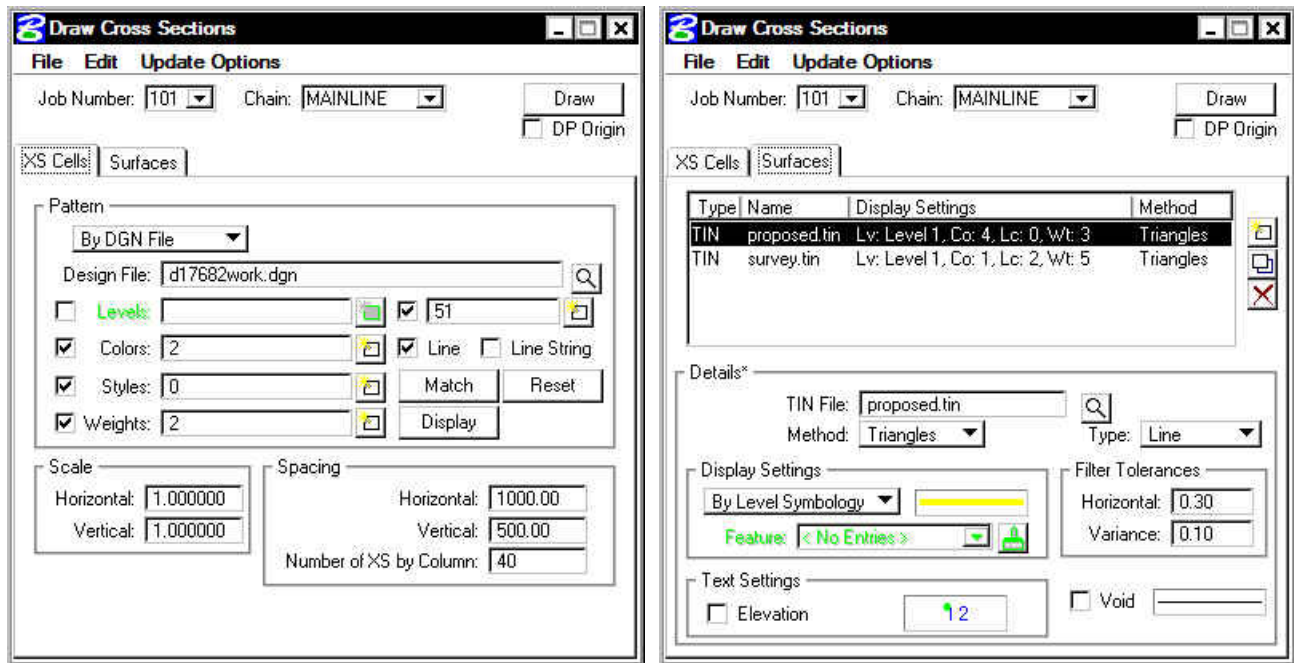 Draw Cross Sections
File Edit Update Options
Job Number: 101 Chain: MAINLINE Draw
DP Origin
XS Cells Surfaces
Pattern
By DGN File
Design File: d17682work.dgn
Levels: 51
Colors: 2 Line Line String
Styles: 0 Match Reset
Weights: 2 Display
Scale Spacing
Horizontal: 1.000000 Horizontal: 1000.00
Vertical: 1.000000 Vertical: 500.00
Number of XS by Column: 40
Draw Cross Sections
File Edit Update Options
Job Number: 101 Chain: MAINLINE Draw
DP Origin
XS Cells Surfaces
Type Name Display Settings Method
TIN proposed.tin Lv: Level 1, Co: 4, Lc: 0, Wt: 3 Triangles
TIN survey.tin Lv: Level 1, Co: 1, Lc: 2, Wt: 5 Triangles
Details*
TIN File: proposed.tin
Method: Triangles Type: Line
Display Settings Filter Tolerances
By Level Symbology Horizontal: 0.30
Feature: < No Entries > Variance: 0.10
Text Settings
Elevation 12 Void